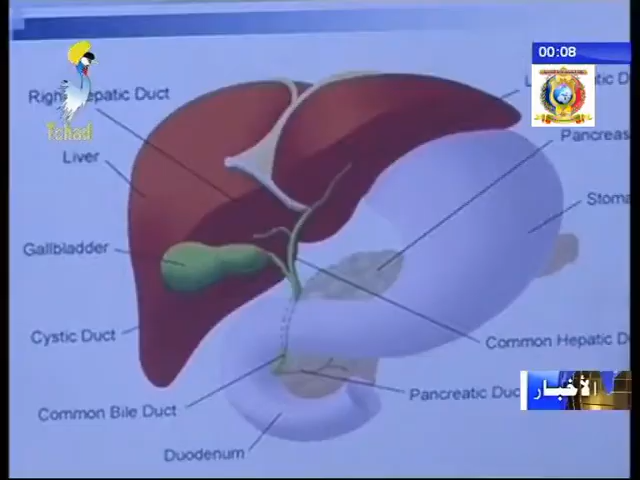 00:08
Right Hepatic Duct
Tchad
Pancreas
Liver
Gallbladder
Cystic Duct
Common Hepatic D
الأخبار
Pancreatic Duc
Common Bile Duct
Duodenum